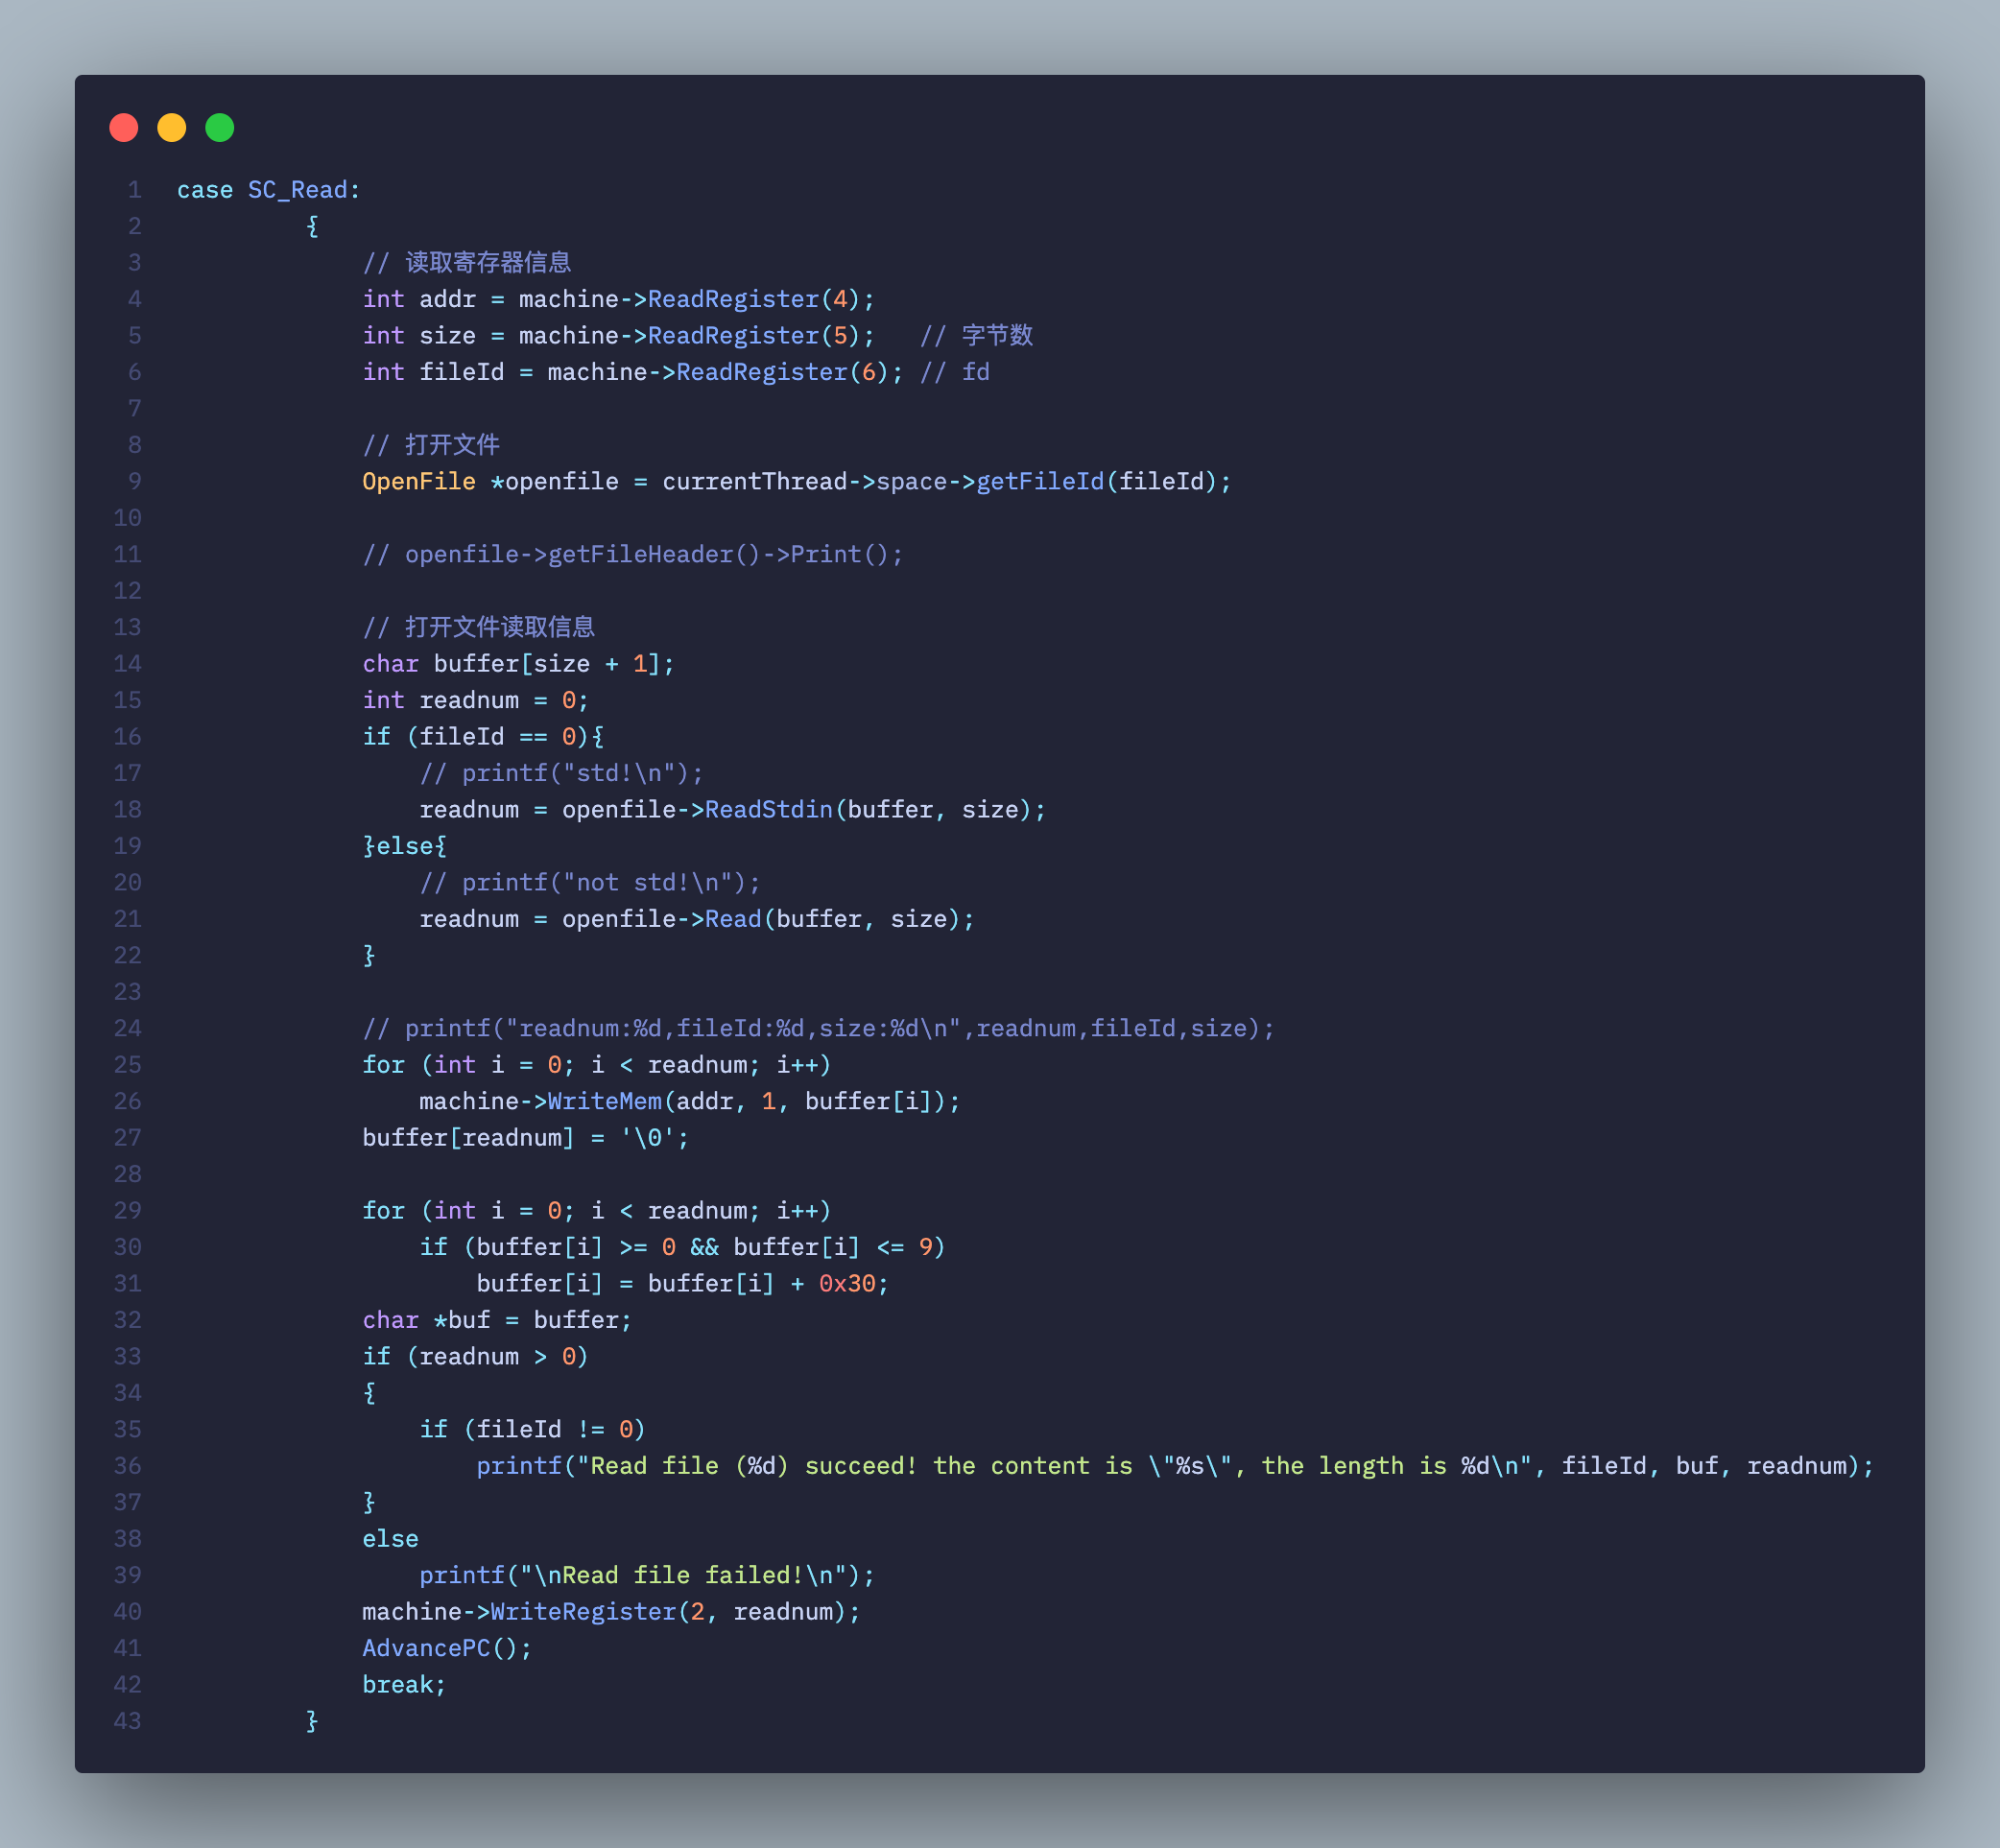 1 case SC_Read:
2 {
3 // 读取寄存器信息
4 int addr = machine->ReadRegister(4);
5 int size = machine->ReadRegister(5);   // 字节数
6 int fileId = machine->ReadRegister(6); // fd
7
8 // 打开文件
9 OpenFile *openfile = currentThread->space->getFileId(fileId);
10
11 // openfile->getFileHeader()->Print();
12
13 // 打开文件读取信息
14 char buffer[size + 1];
15 int readnum = 0;
16 if (fileId == 0){
17 // printf("std!\n");
18 readnum = openfile->ReadStdin(buffer, size);
19 }else{
20 // printf("not std!\n");
21 readnum = openfile->Read(buffer, size);
22 }
23
24 // printf("readnum:%d,fileId:%d,size:%d\n",readnum,fileId,size);
25 for (int i = 0; i < readnum; i++)
26 machine->WriteMem(addr, 1, buffer[i]);
27 buffer[readnum] = '\0';
28
29 for (int i = 0; i < readnum; i++)
30 if (buffer[i] >= 0 && buffer[i] <= 9)
31 buffer[i] = buffer[i] + 0x30;
32 char *buf = buffer;
33 if (readnum > 0)
34 {
35 if (fileId != 0)
36 printf("Read file (%d) succeed! the content is \"%s\", the length is %d\n", fileId, buf, readnum);
37 }
38 else
39 printf("\nRead file failed!\n");
40 machine->WriteRegister(2, readnum);
41 AdvancePC();
42 break;
43 }